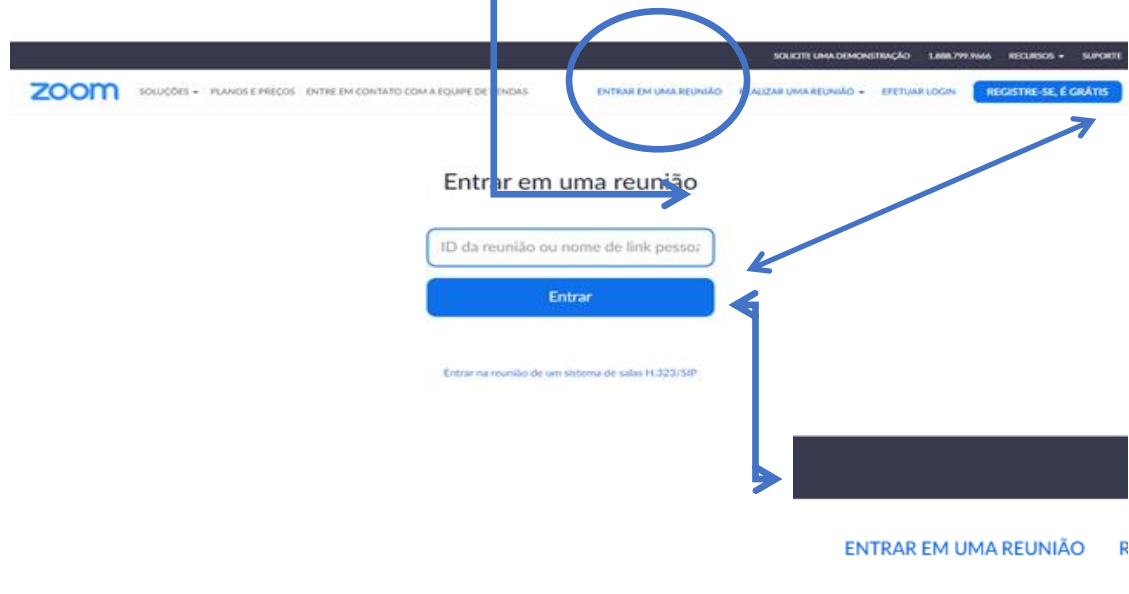 SOLICITE UMA DEMONSTRAÇÃO 1.888.799.9666 RECURSOS SUPORTE
zoom SOLUÇÕES PLANOS E PREÇOS ENTRE EM CONTATO COM A EQUIPE DE VENDAS ENTRAR EM UMA REUNIÃO REALIZAR UMA REUNIÃO EFETUAR LOGIN REGISTRE-SE, É GRÁTIS
Entrar em uma reunião
ID da reunião ou nome de link pessoa
Entrar
Entrar na reunião de um sistema de salas H.323/SIP
ENTRAR EM UMA REUNIÃO R